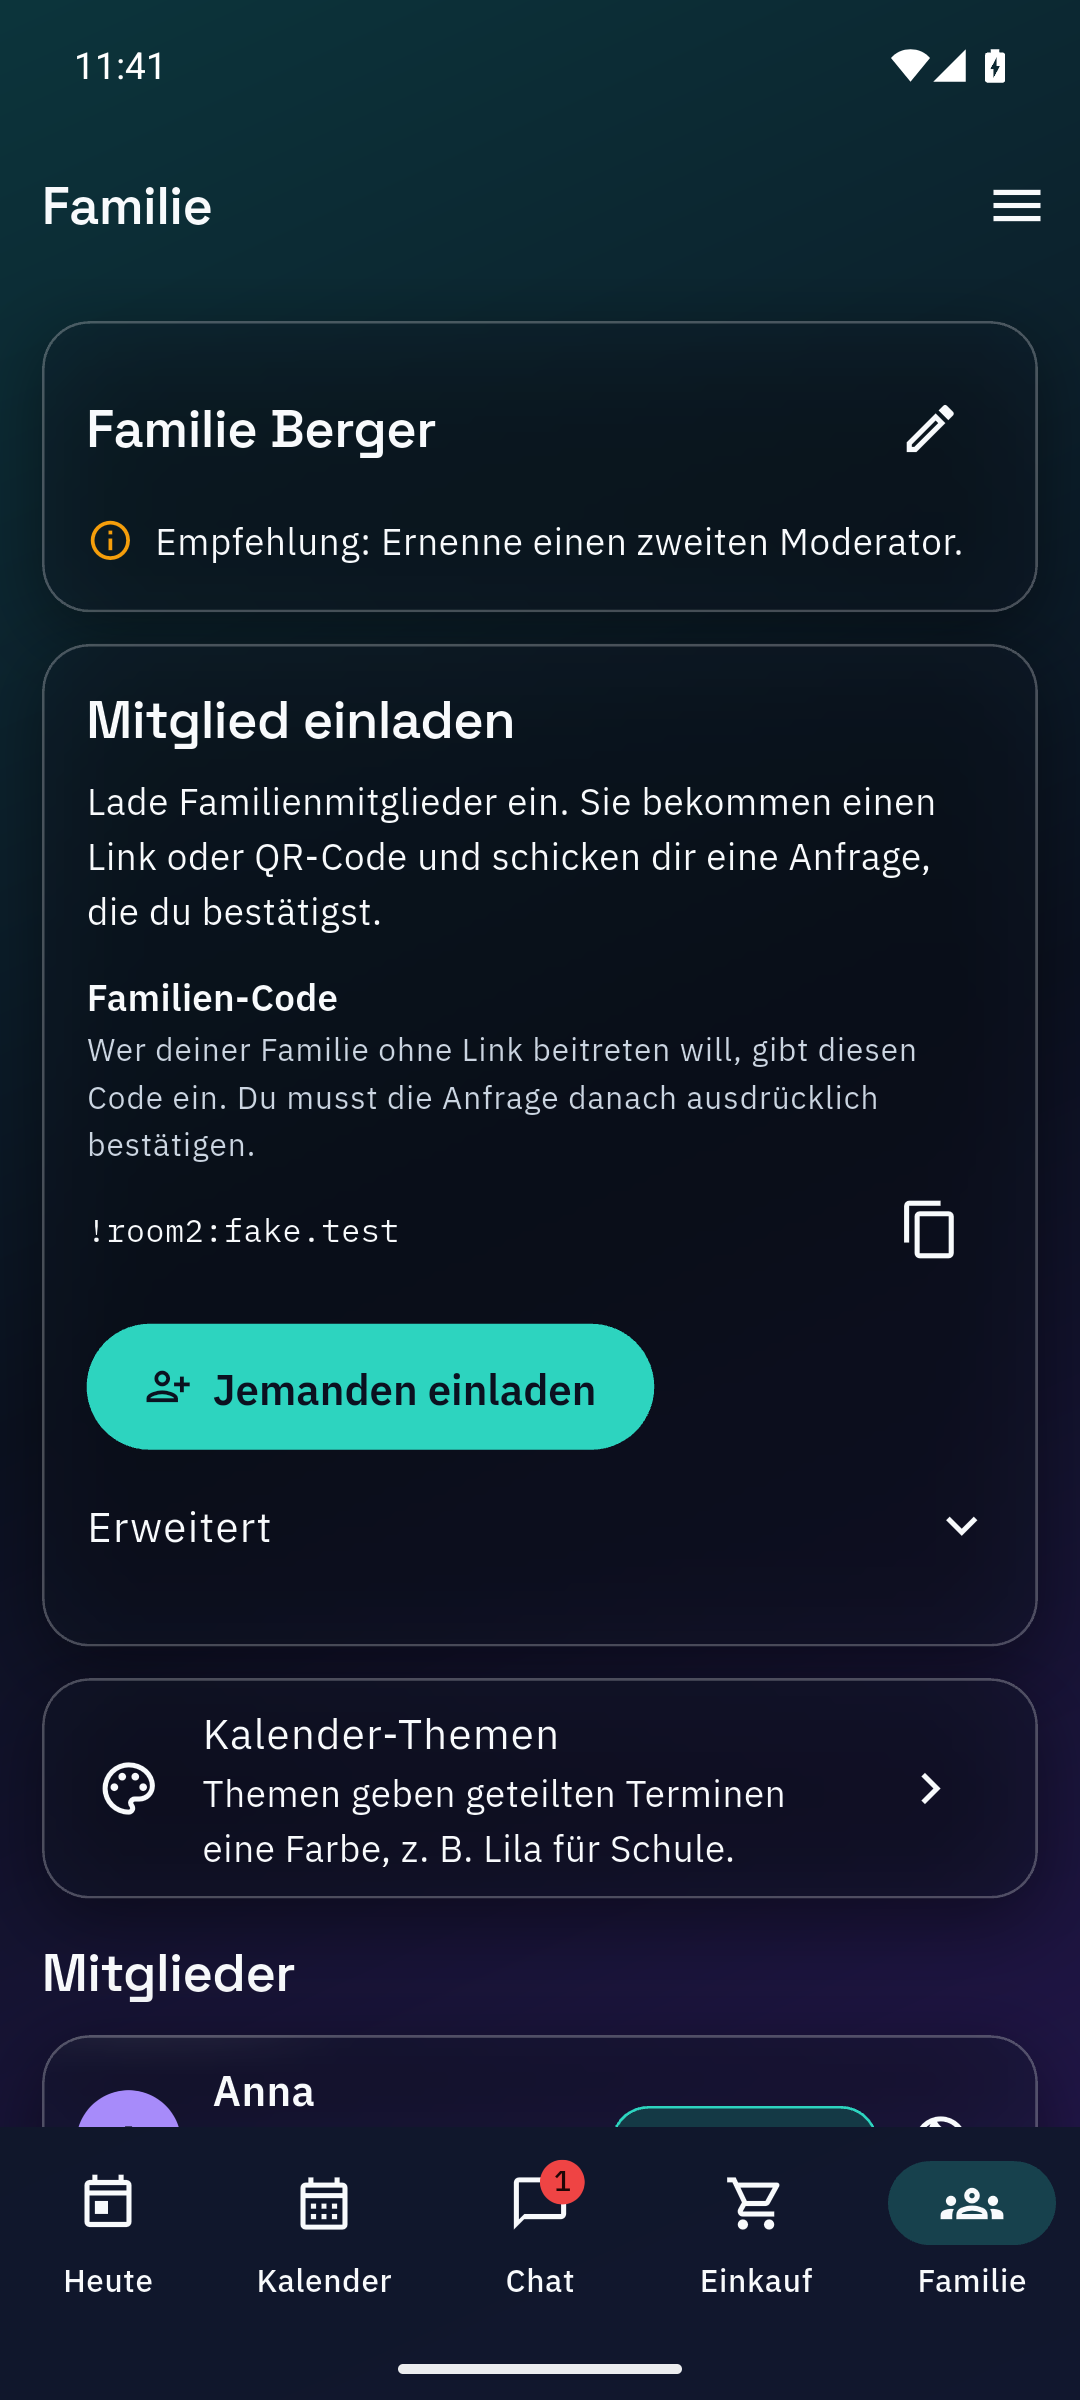 11:41
Familie
Familie Berger
Empfehlung: Ernenne einen zweiten Moderator.
Mitglied einladen
Lade Familienmitglieder ein. Sie bekommen einen
Link oder QR-Code und schicken dir eine Anfrage,
die du bestätigst.
Familien-Code
Wer deiner Familie ohne Link beitreten will, gibt diesen
Code ein. Du musst die Anfrage danach ausdrücklich
bestätigen.
!room2:fake.test
Jemanden einladen
Erweitert
Kalender-Themen
Themen geben geteilten Terminen
eine Farbe, z. B. Lila für Schule.
Mitglieder
Anna
1
Heute
Kalender
Chat
Einkauf
Familie